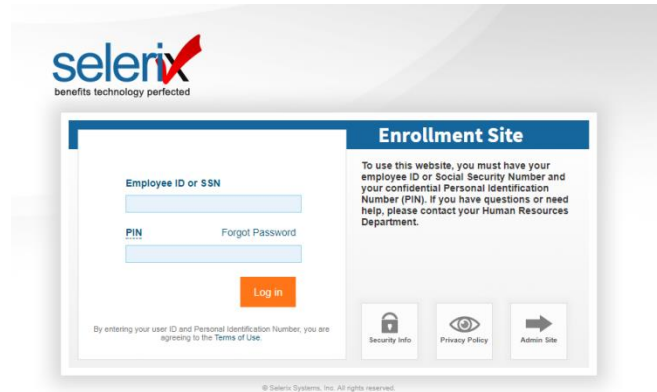 selerix
benefits technology perfected
Enrollment Site
Employee ID or SSN
PIN Forgot Password
Log in
By entering your user ID and Personal Identification Number, you are
agreeing to the Terms of Use.
To use this website, you must have your
employee ID or Social Security Number and
your confidential Personal Identification
Number (PIN). If you have questions or need
help, please contact your Human Resources
Department.
Security Info Privacy Policy Admin Site
© Selerix Systems, Inc. All rights reserved.